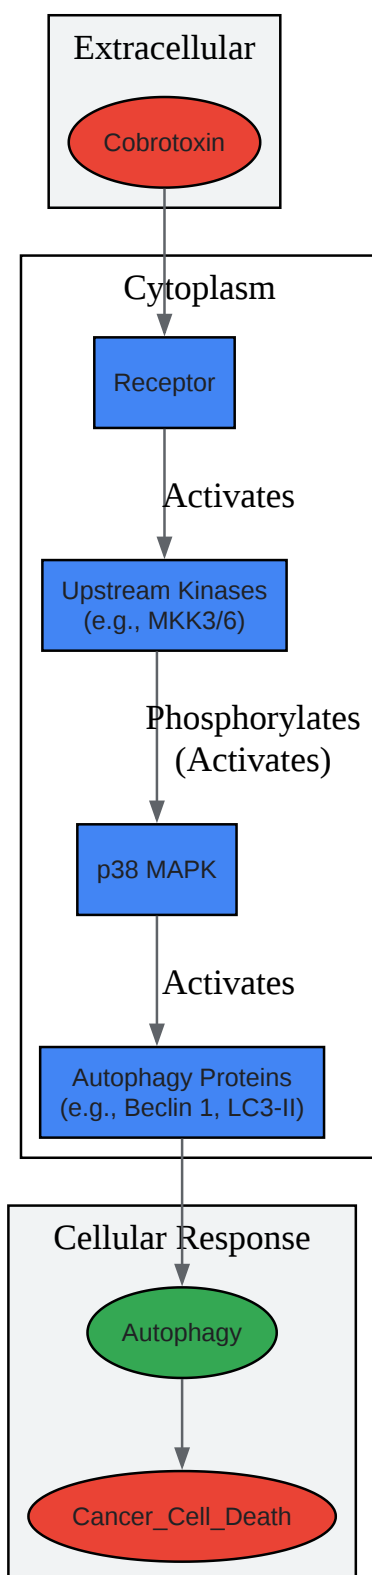 Extracellular
Cobrotoxin
Cytoplasm
Receptor
Activates
Upstream Kinases
(e.g., MKK3/6)
Phosphorylates
(Activates)
p38 MAPK
Activates
Autophagy Proteins
(e.g., Beclin 1, LC3-II)
Cellular Response
Autophagy
Cancer_Cell_Death